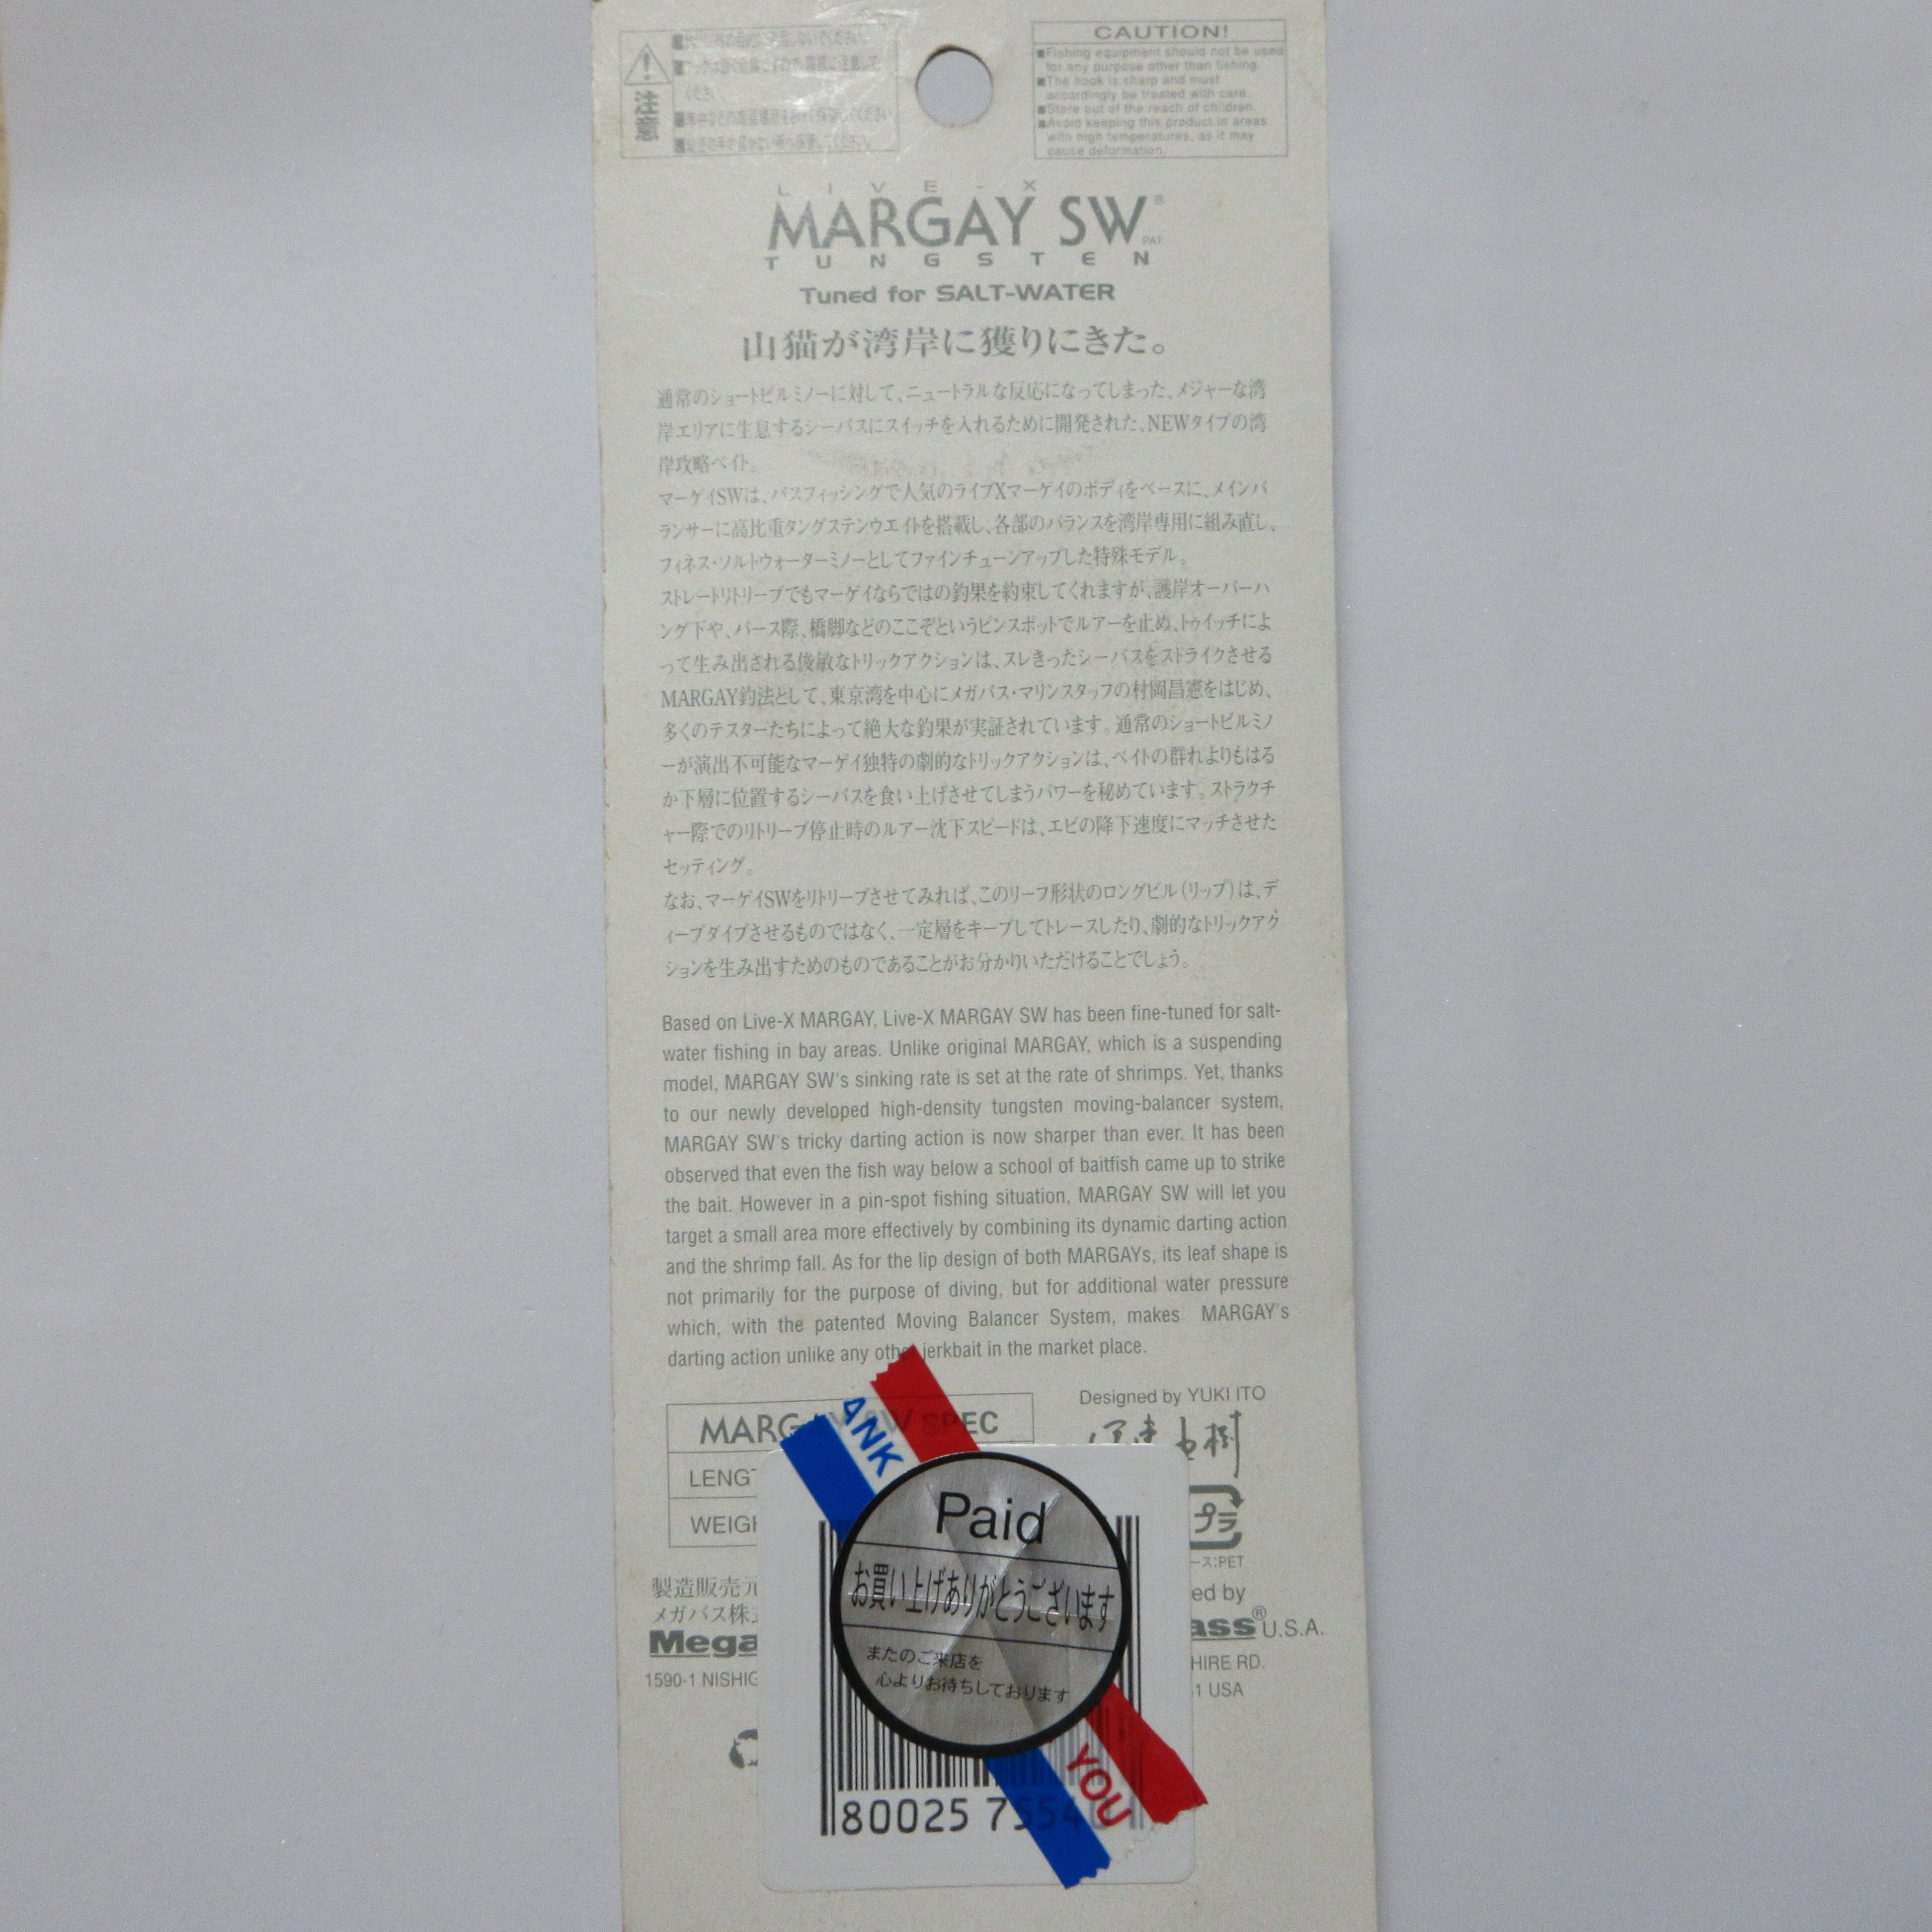 注意
くださ
CAUTION!
■Fishing equipment should not be used
for any purpose other than fishing
■The hook is sharp and must
accordingly be treated with care.
■Store out of the reach of children.
■Avoid keeping this product in areas
with high temperatures, as it may
cause deformation.
LIVE-X
MARGAY SW®
PAT.
TUNGSTEN
Tuned for SALT-WATER
山猫が湾岸に獲りにきた。
通常のショートビルミノーに対して、ニュートラルな反応になってしまった、メジャーな湾
岸エリアに生息するシーバスにスイッチを入れるために開発された、NEWタイプの湾
岸攻略ベイト。
マーゲイSWは、バスフィッシングで人気のライブXマーゲイのボディをベースに、メインバ
ランサーに高比重タングステンウエイトを搭載し、各部のバランスを湾岸専用に組み直し、
フィネス・ソルトウォーターミノーとしてファインチューンアップした特殊モデル。
ストレートリトリーブでもマーゲイならではの釣果を約束してくれますが、護岸オーバーハ
ング下や、バース際、橋脚などのここぞというピンスポットでルアーを止め、トゥイッチによ
って生み出される俊敏なトリックアクションは、スレきったシーバスをストライクさせる
MARGAY釣法として、東京湾を中心にメガバス・マリンスタッフの村岡昌憲をはじめ、
多くのテスターたちによって絶大な釣果が実証されています。通常のショートビルミノ
ーが演出不可能なマーゲイ独特の劇的なトリックアクションは、ベイトの群れよりもはる
か下層に位置するシーバスを食い上げさせてしまうパワーを秘めています。ストラクチ
ャー際でのリトリーブ停止時のルアー沈下スピードは、エビの降下速度にマッチさせた
セッティング。
なお、マーゲイSWをリトリーブさせてみれば、このリーフ形状のロングビル（リップ）は、デ
ィープダイブさせるものではなく、一定層をキープしてトレースしたり、劇的なトリックアク
ションを生み出すためのものであることがお分かりいただけることでしょう。
Based on Live-X MARGAY, Live-X MARGAY SW has been fine-tuned for salt-
water fishing in bay areas. Unlike original MARGAY, which is a suspending
model, MARGAY SW's sinking rate is set at the rate of shrimps. Yet, thanks
to our newly developed high-density tungsten moving-balancer system,
MARGAY SW's tricky darting action is now sharper than ever. It has been
observed that even the fish way below a school of baitfish came up to strike
the bait. However in a pin-spot fishing situation, MARGAY SW will let you
target a small area more effectively by combining its dynamic darting action
and the shrimp fall. As for the lip design of both MARGAYs, its leaf shape is
not primarily for the purpose of diving, but for additional water pressure
which, with the patented Moving Balancer System, makes MARGAY's
darting action unlike any other jerkbait in the market place.
MARGAY SW SPEC
LENGT
WEIGH
Designed by YUKI ITO
伊東由樹
プラ
ース:PET
製造販売元
メガバス株式
Mega
1590-1 NISHIG
ed by
ass® U.S.A.
HIRE RD.
1 USA
ANK
YOU
Paid
お買い上げありがとうございます
またのご来店を
心よりお待ちしております
80025 755401